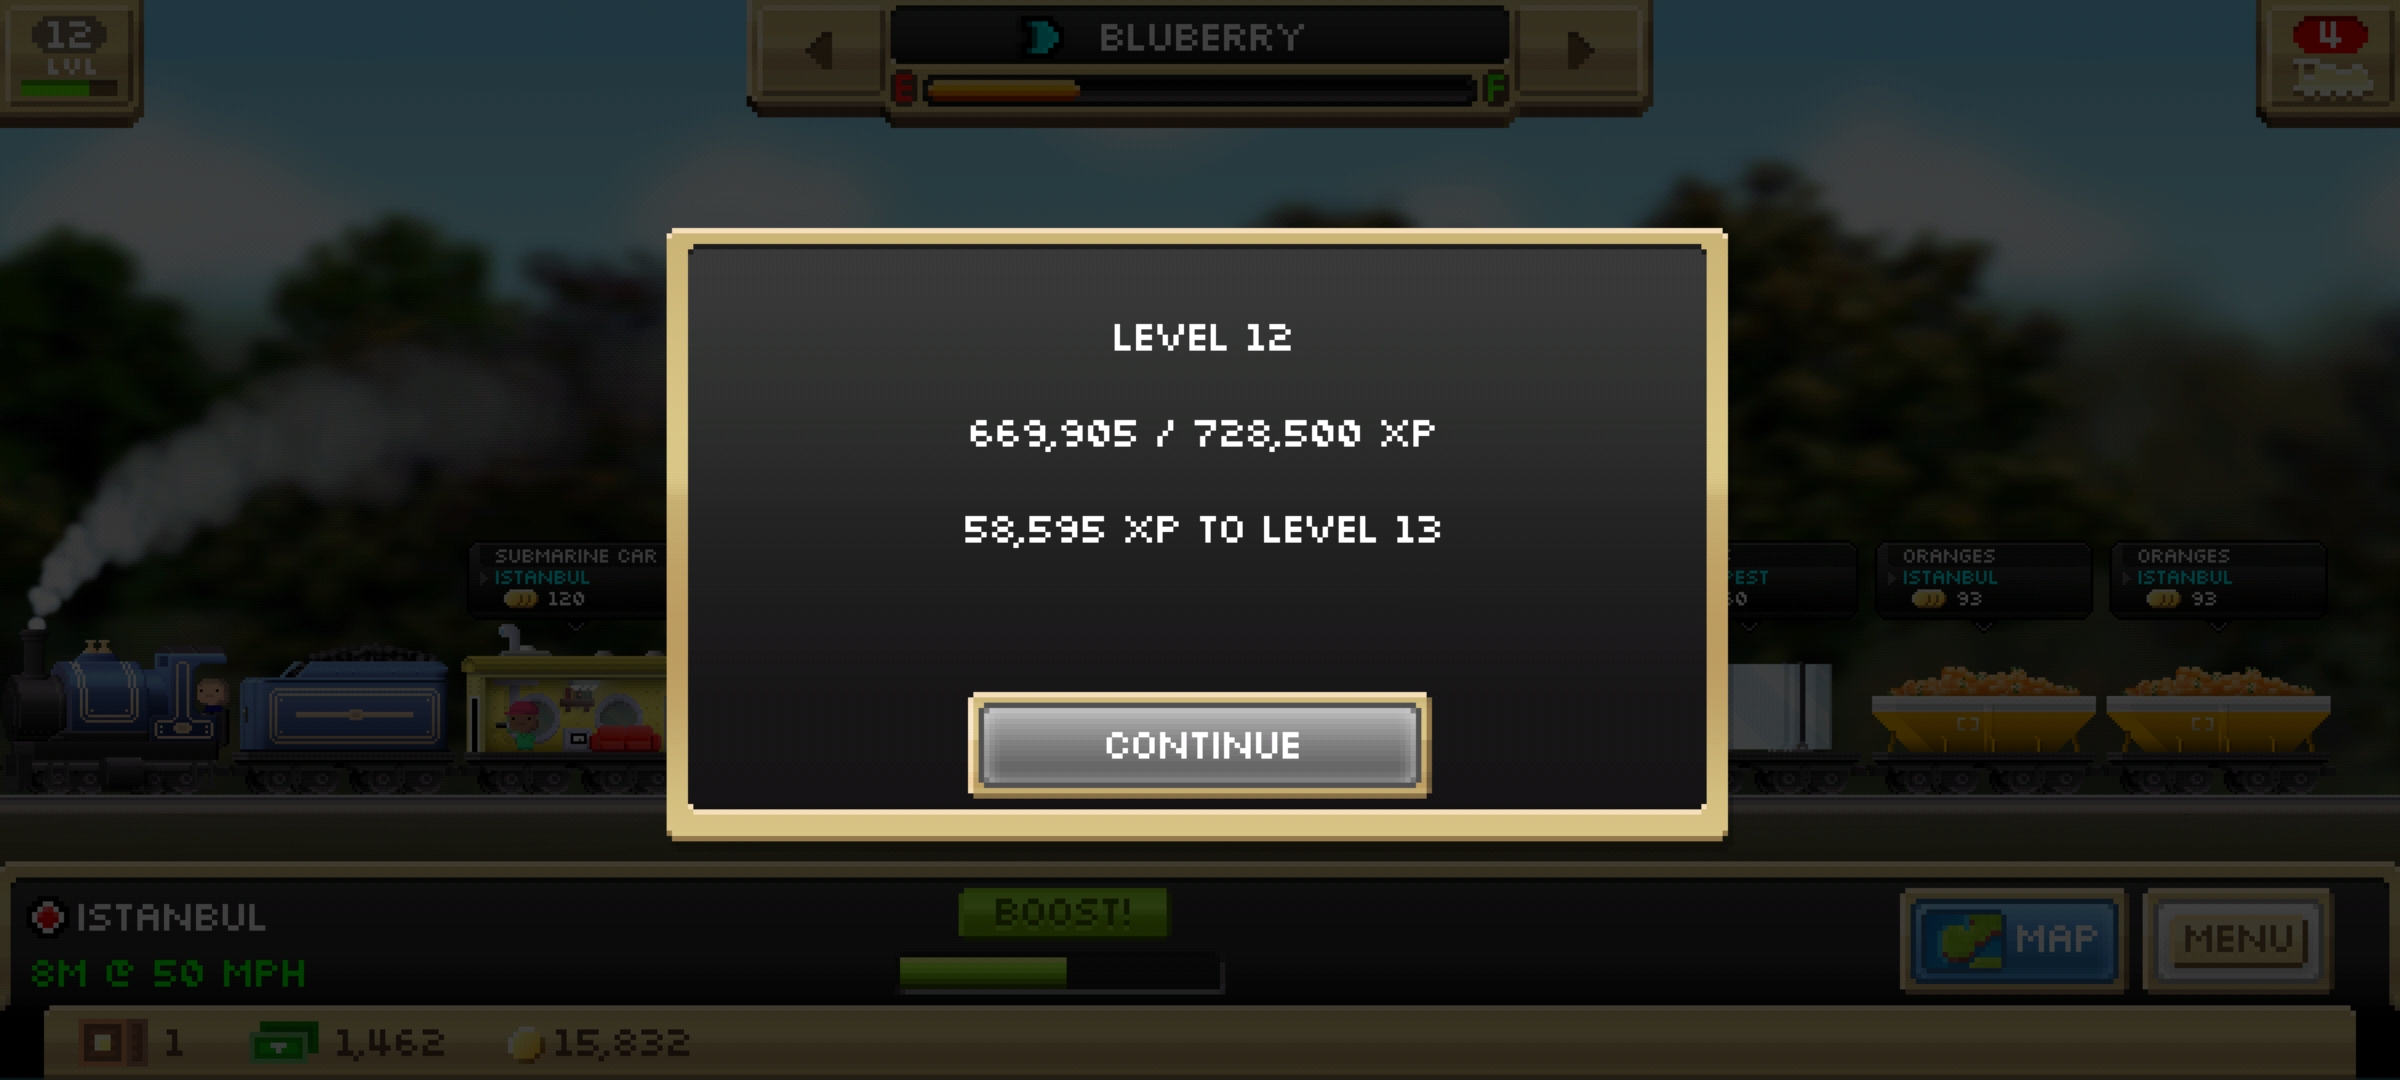 12
LVL
BLUBERRY
E
F
4
LEVEL 12
669,905 / 728,500 XP
58,595 XP TO LEVEL 13
CONTINUE
SUBMARINE CAR
ISTANBUL
120
ORANGES
ISTANBUL
93
ORANGES
ISTANBUL
93
ISTANBUL
8M @ 50 MPH
BOOST!
MAP
MENU
1
1,462
15,832